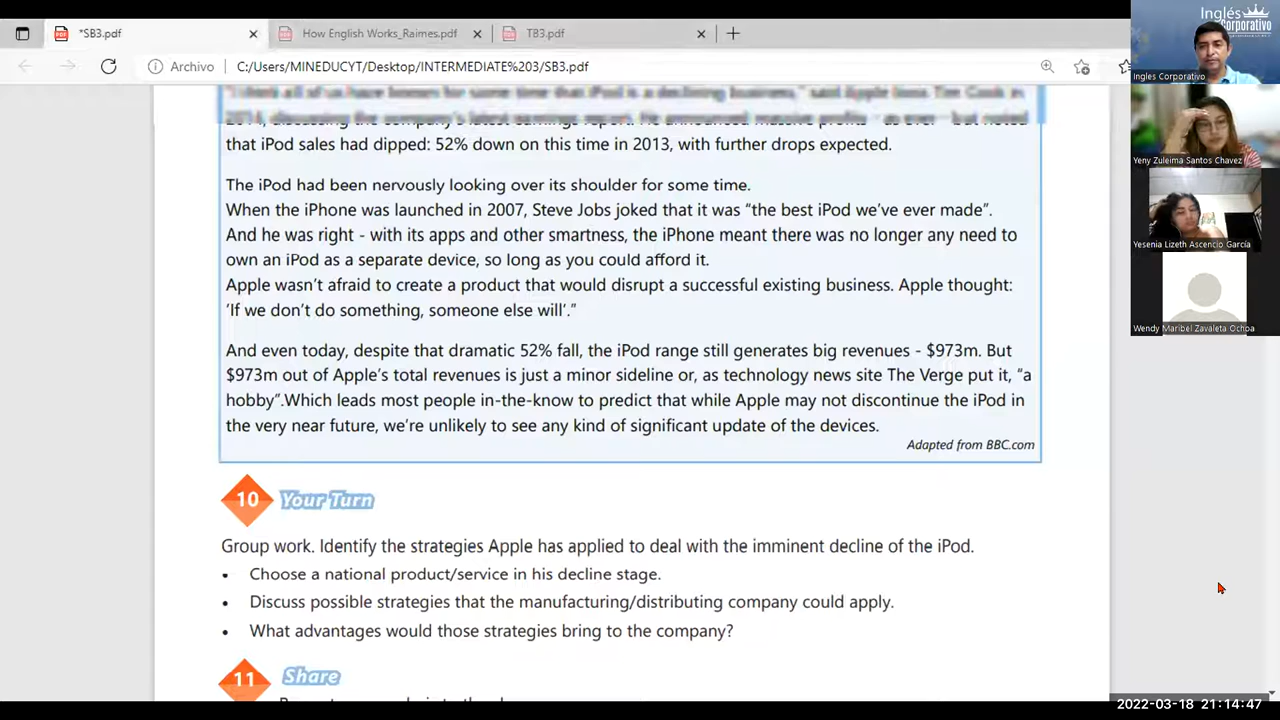 *SB3.pdf
How English Works_Raimes.pdf
TB3.pdf
Archivo
C:/Users/MINEDUCYT/Desktop/INTERMEDIATE%203/SB3.pdf
Inglés
Corporativo
Ingles Corporativo
Yeny Zuleima Santos Chavez
Yesenia Lizeth Ascencio García
Wendy Maribel Zavaleta Ochoa
that iPod sales had dipped: 52% down on this time in 2013, with further drops expected.
The iPod had been nervously looking over its shoulder for some time.
When the iPhone was launched in 2007, Steve Jobs joked that it was “the best iPod we’ve ever made”.
And he was right - with its apps and other smartness, the iPhone meant there was no longer any need to
own an iPod as a separate device, so long as you could afford it.
Apple wasn’t afraid to create a product that would disrupt a successful existing business. Apple thought:
‘If we don’t do something, someone else will’.”
And even today, despite that dramatic 52% fall, the iPod range still generates big revenues - $973m. But
$973m out of Apple’s total revenues is just a minor sideline or, as technology news site The Verge put it, “a
hobby”.Which leads most people in-the-know to predict that while Apple may not discontinue the iPod in
the very near future, we’re unlikely to see any kind of significant update of the devices.
Adapted from BBC.com
10 Your Turn
Group work. Identify the strategies Apple has applied to deal with the imminent decline of the iPod.
• Choose a national product/service in his decline stage.
• Discuss possible strategies that the manufacturing/distributing company could apply.
• What advantages would those strategies bring to the company?
11 Share
2022-03-18 21:14:47